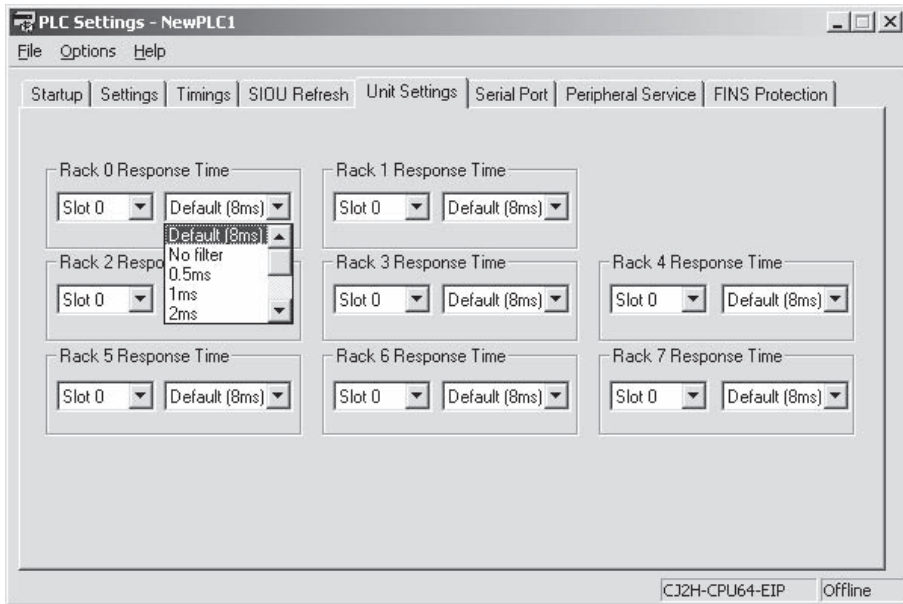 PLC Settings - NewPLC1
File Options Help
Startup Settings Timings SIOU Refresh Unit Settings Serial Port Peripheral Service FINS Protection
Rack 0 Response Time Rack 1 Response Time
Slot 0 Default (8ms) Slot 0 Default (8ms)
Default (8ms)
No filter
0.5ms
1ms
2ms
Rack 2 Respo Rack 3 Response Time Rack 4 Response Time
Slot 0 Slot 0 Default (8ms) Slot 0 Default (8ms)
Rack 5 Response Time Rack 6 Response Time Rack 7 Response Time
Slot 0 Default (8ms) Slot 0 Default (8ms) Slot 0 Default (8ms)
CJ2H-CPU64-EIP Offline